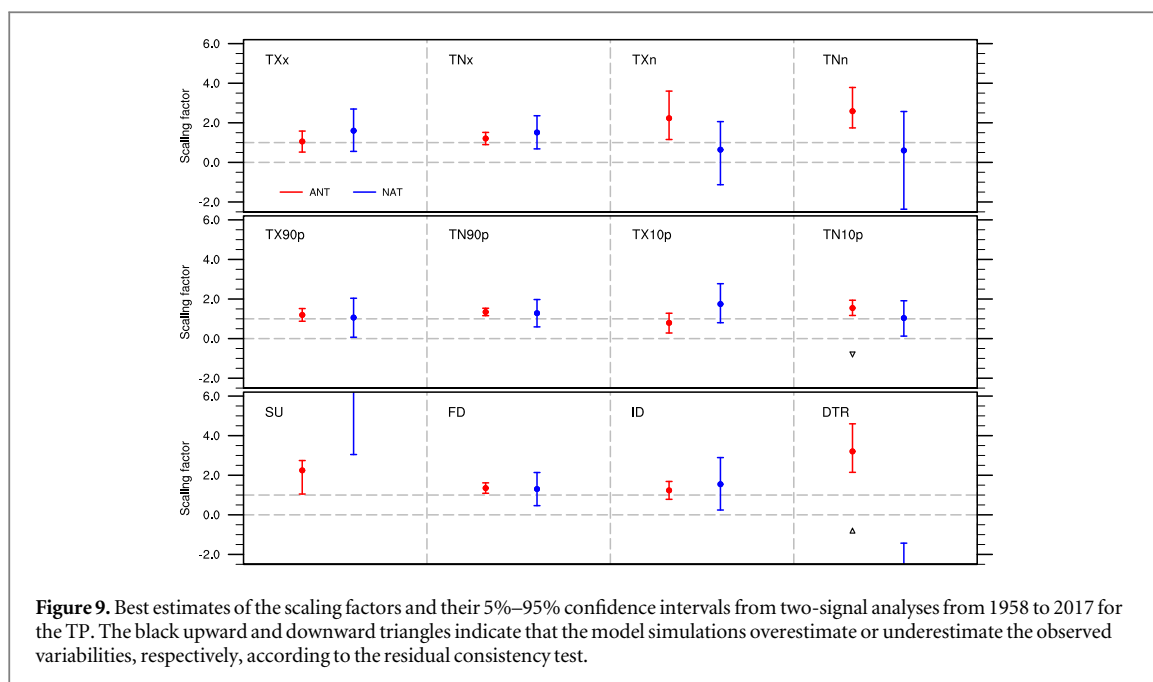 6.0
TXx
TNx
TXn
TNn
4.0
Scaling factor
2.0
0.0
ANT
NAT
-2.0
6.0
TX90p
TN90p
TX10p
TN10p
4.0
Scaling factor
2.0
0.0
-2.0
6.0
SU
FD
ID
DTR
4.0
Scaling factor
2.0
0.0
-2.0
Figure 9. Best estimates of the scaling factors and their 5%–95% confidence intervals from two-signal analyses from 1958 to 2017 for
the TP. The black upward and downward triangles indicate that the model simulations overestimate or underestimate the observed
variabilities, respectively, according to the residual consistency test.